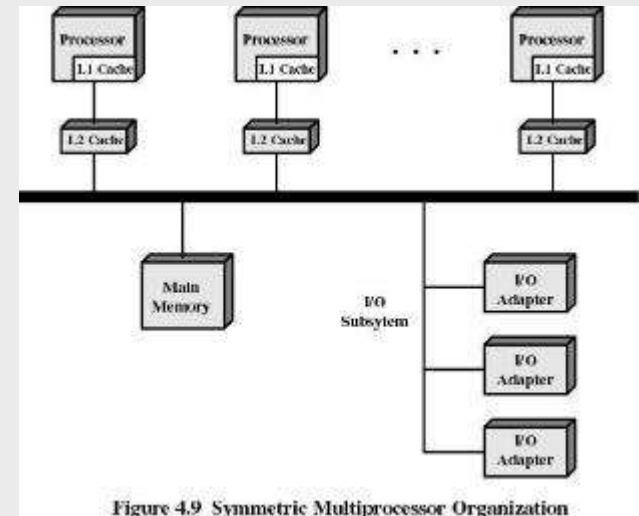 Processor
L1 Cache
Processor
L1 Cache
. . .
Processor
L1 Cache
L2 Cache
L2 Cache
L2 Cache
Main
Memory
I/O
Subsytem
I/O
Adapter
I/O
Adapter
I/O
Adapter
Figure 4.9 Symmetric Multiprocessor Organization